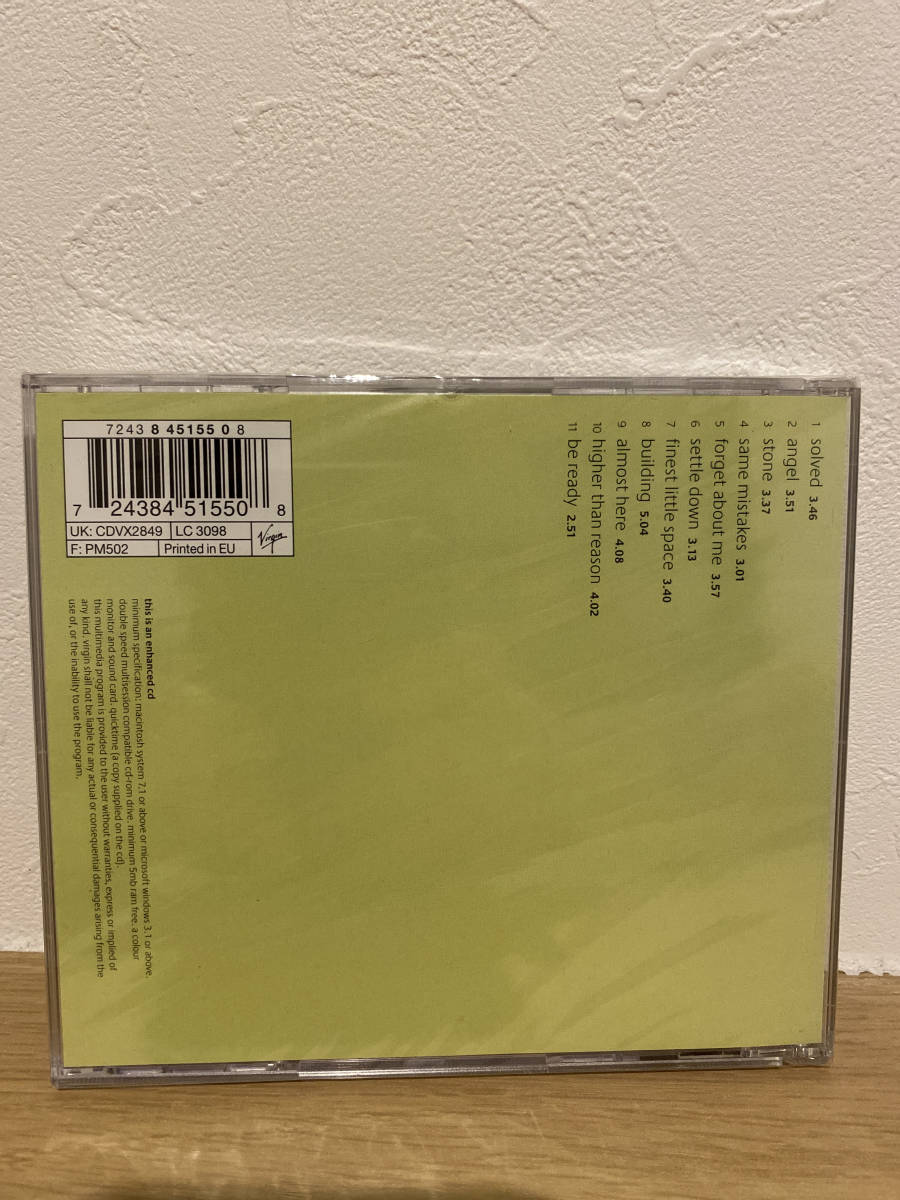 7243 8 45155 0 8
7 24384 51550 8
UK: CDVX2849 LC 3098
F: PM502 Printed in EU
Virgin
1 solved 3.46
2 angel 3.51
3 stone 3.37
4 same mistakes 3.01
5 forget about me 3.57
6 settle down 3.13
7 finest little space 3.40
8 building 5.04
9 almost here 4.08
10 higher than reason 4.02
11 be ready 2.51
this is an enhanced cd
minimum specification: macintosh system 7.1 or above or microsoft windows 3.1 or above.
double speed multisession compatible cd-rom drive. minimum 5mb ram free. a colour
monitor and sound card. quicktime (a copy supplied on the cd).
this multimedia program is provided to the user without warranties, express or implied of
any kind. virgin shall not be liable for any actual or consequential damages arising from the
use of, or the inability to use the program.